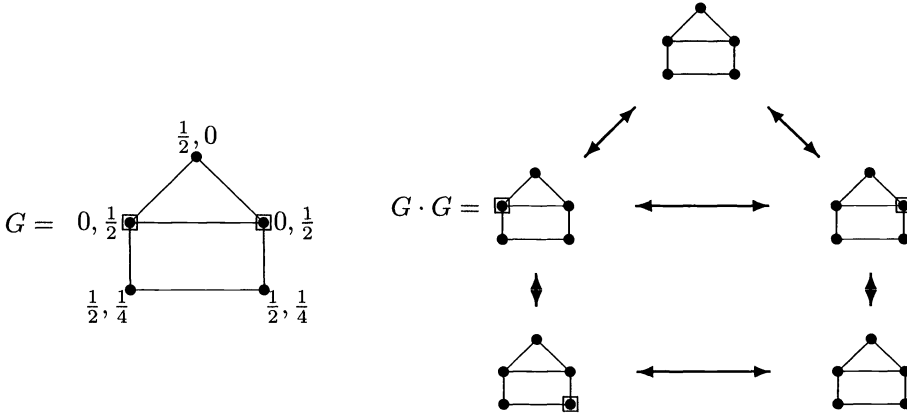 ½, 0
G = 0, ½ 0, ½
½, ¼ ½, ¼
G · G =